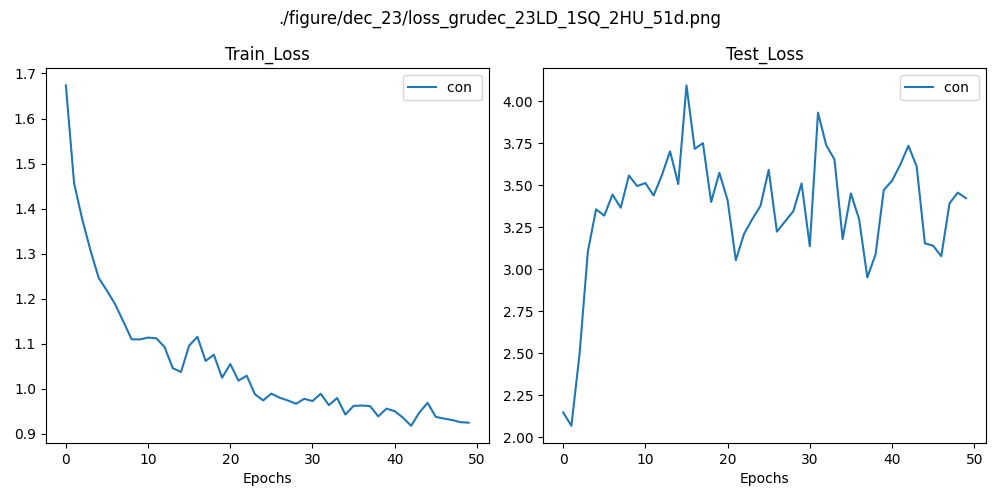 ./figure/dec_23/loss_grudec_23LD_1SQ_2HU_51d.png
Train_Loss
con
1.7
1.6
1.5
1.4
1.3
1.2
1.1
1.0
0.9
0 10 20 30 40 50
Epochs
Test_Loss
con
4.00
3.75
3.50
3.25
3.00
2.75
2.50
2.25
2.00
0 10 20 30 40 50
Epochs